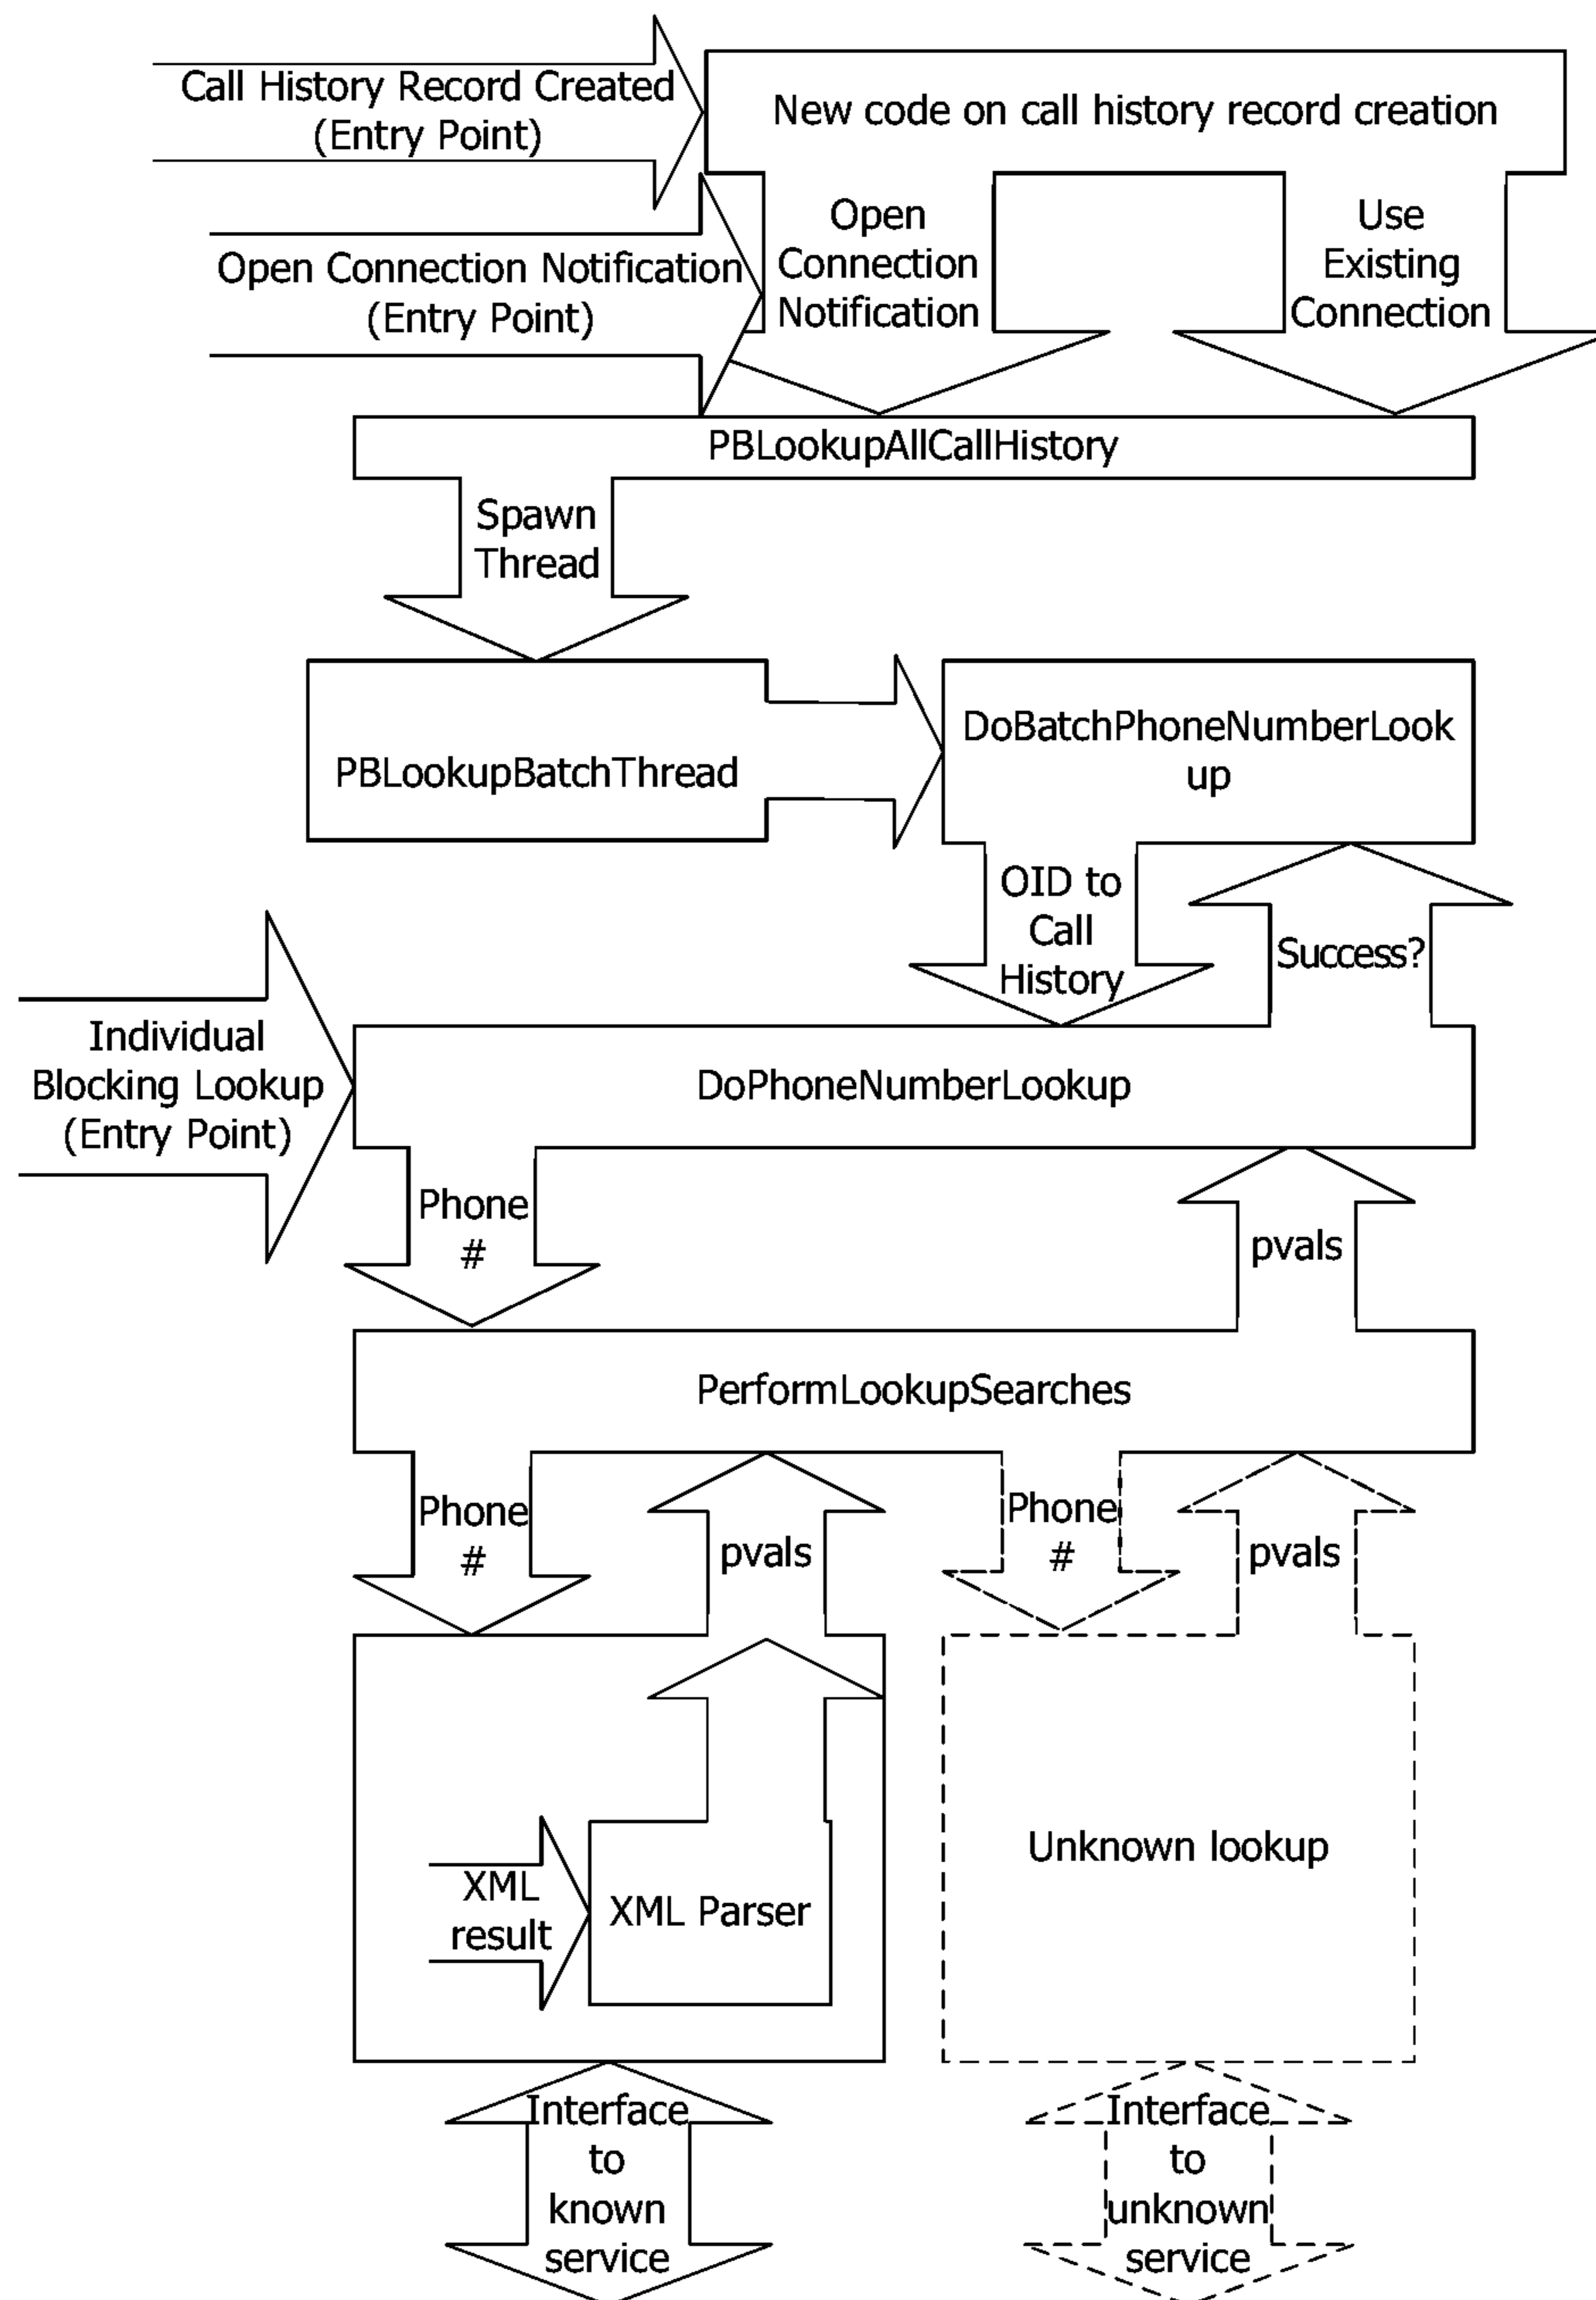 Call History Record Created
(Entry Point)
New code on call history record creation
Open Connection Notification
(Entry Point)
Open
Connection
Notification
Use
Existing
Connection
PBLookupAllCallHistory
Spawn
Thread
PBLookupBatchThread
DoBatchPhoneNumberLook
up
OID to
Call
History
Success?
Individual
Blocking Lookup
(Entry Point)
DoPhoneNumberLookup
Phone
#
pvals
PerformLookupSearches
Phone
#
pvals
Phone
#
pvals
XML
result
XML Parser
Unknown lookup
Interface
to
known
service
Interface
to
unknown
service